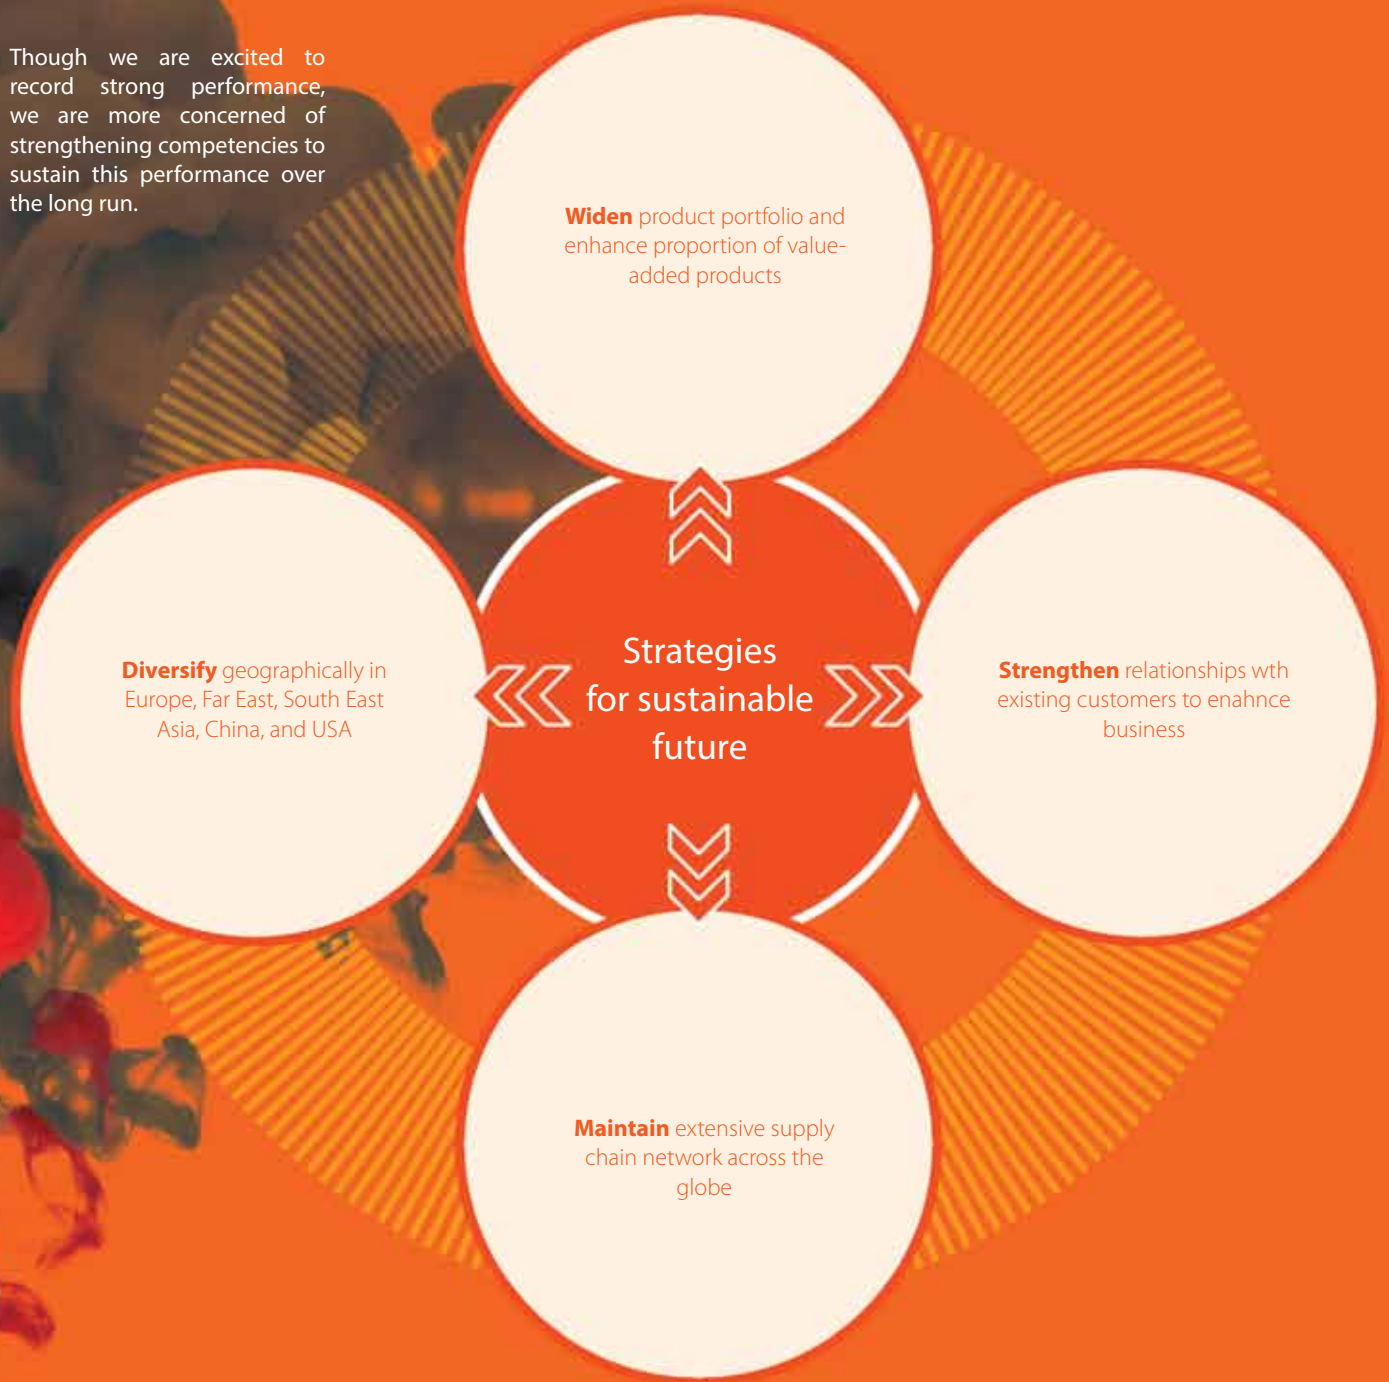 Though we are excited to
record strong performance,
we are more concerned of
strengthening competencies to
sustain this performance over
the long run.
Widen product portfolio and
enhance proportion of value-
added products
Diversify geographically in
Europe, Far East, South East
Asia, China, and USA
Strategies
for sustainable
future
Strengthen relationships wth
existing customers to enahnce
business
Maintain extensive supply
chain network across the
globe